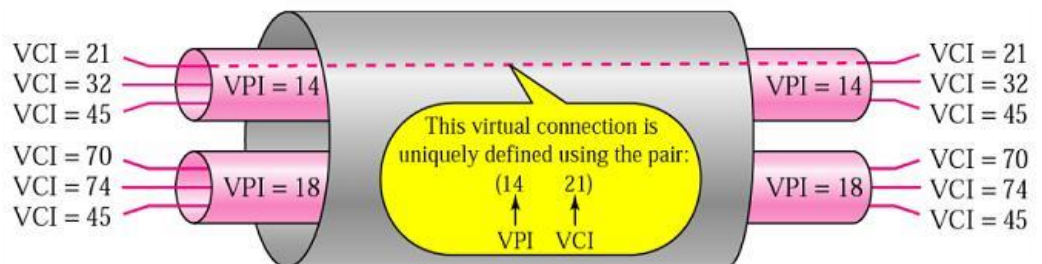 VCI = 21
VCI = 32
VCI = 45
VPI = 14
VCI = 70
VCI = 74
VCI = 45
VPI = 18
This virtual connection is
uniquely defined using the pair:
(14 21)
VPI VCI
VPI = 14
VCI = 21
VCI = 32
VCI = 45
VPI = 18
VCI = 70
VCI = 74
VCI = 45